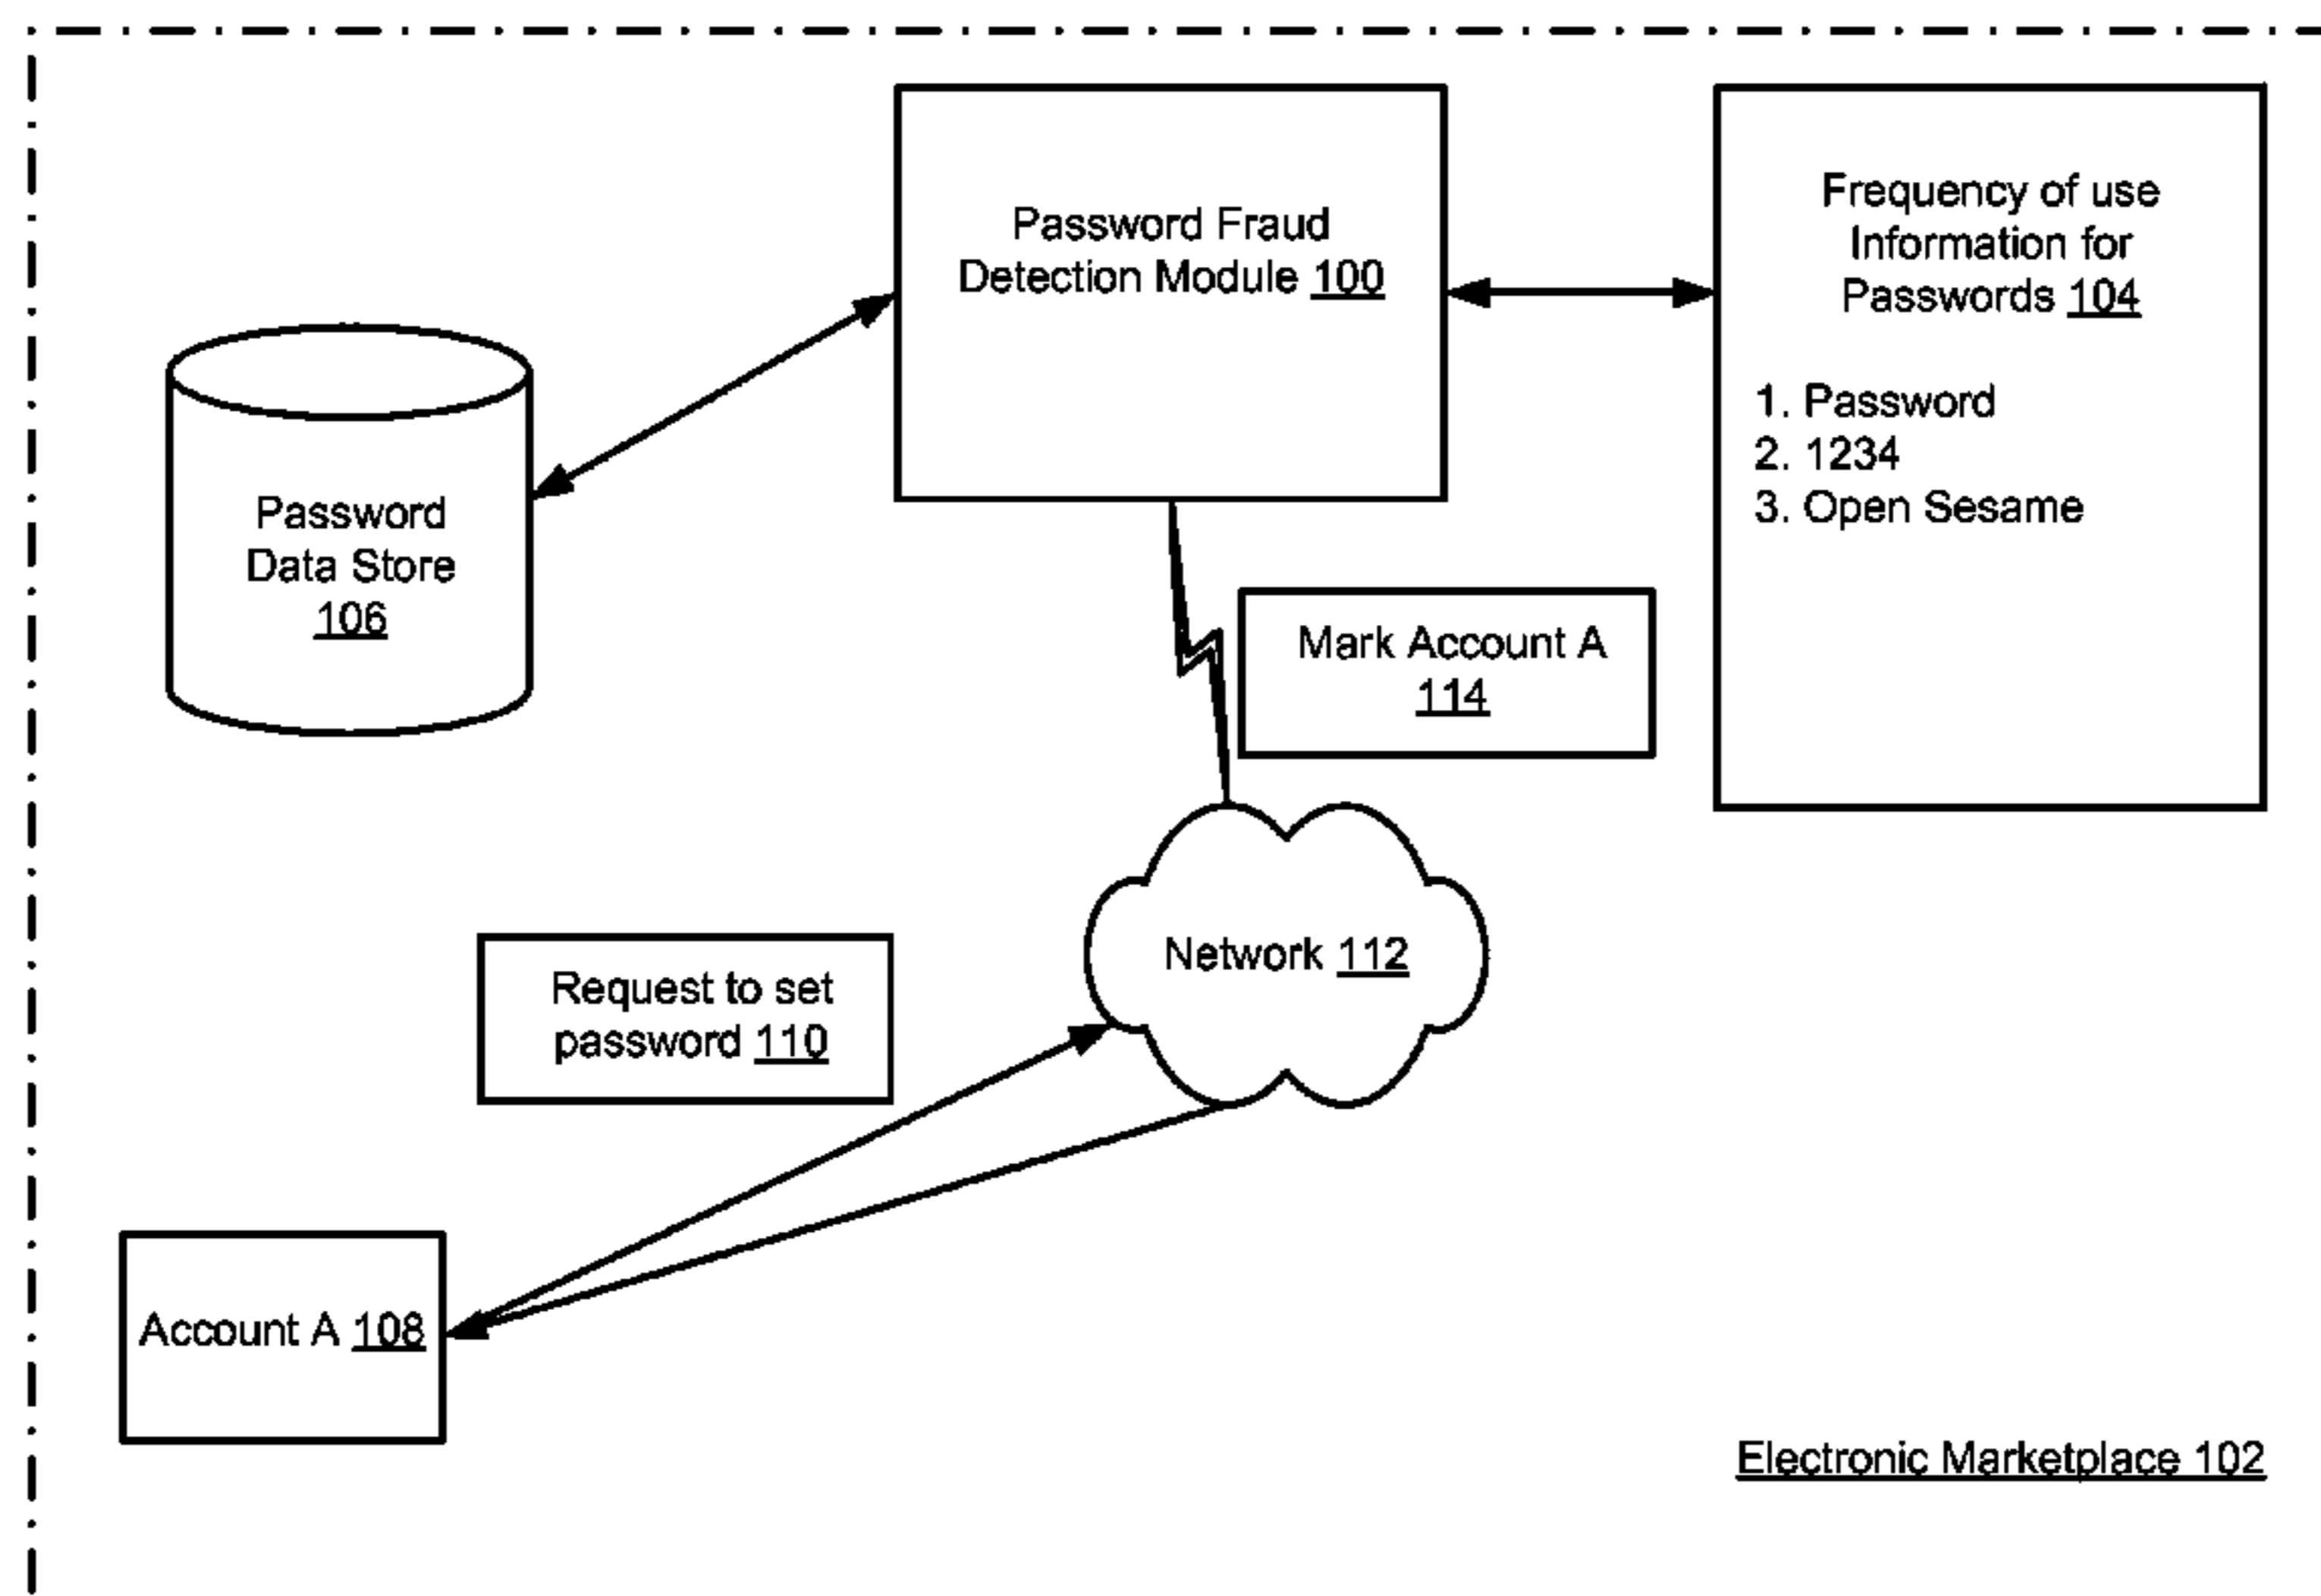 Password Fraud
Detection Module 100
Frequency of use
Information for
Passwords 104
1. Password
2. 1234
3. Open Sesame
Password
Data Store
106
Mark Account A
114
Network 112
Request to set
password 110
Account A 108
Electronic Marketplace 102